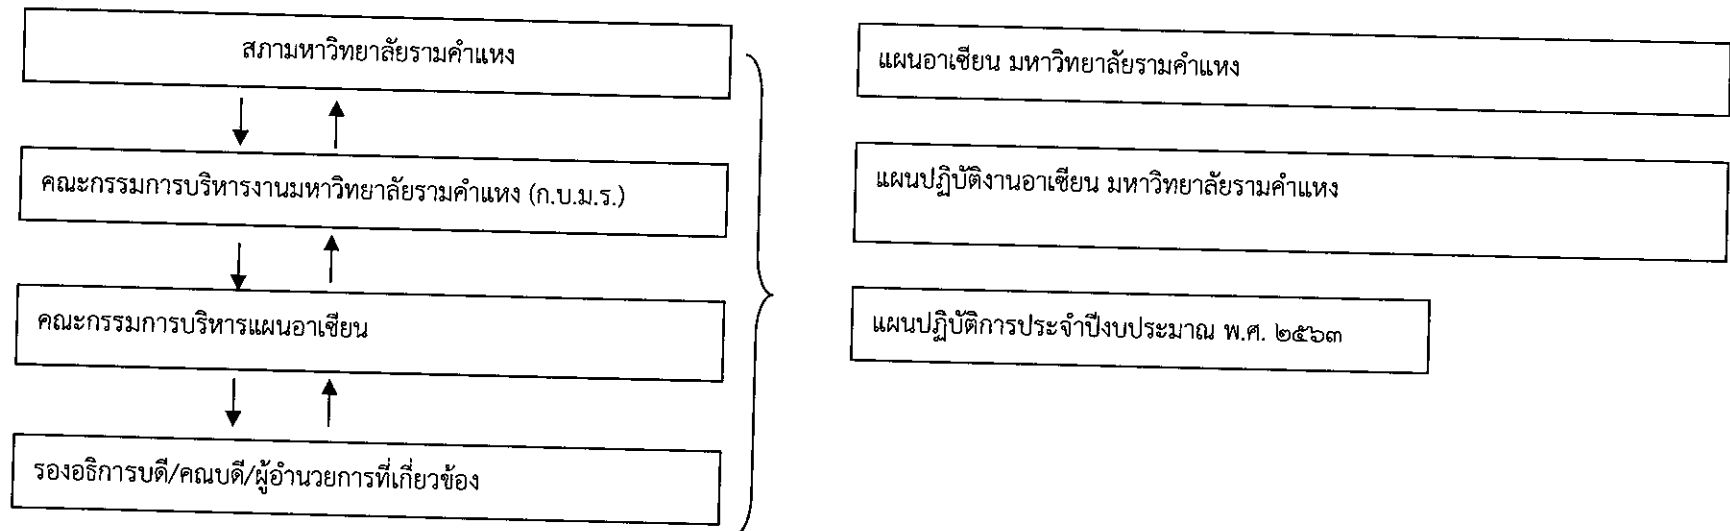 สภามหาวิทยาลัยรามคำแหง
คณะกรรมการบริหารงานมหาวิทยาลัยรามคำแหง (ก.บ.ม.ร.)
คณะกรรมการบริหารแผนอาเซียน
รองอธิการบดี/คณบดี/ผู้อำนวยการที่เกี่ยวข้อง
แผนอาเซียน มหาวิทยาลัยรามคำแหง
แผนปฏิบัติงานอาเซียน มหาวิทยาลัยรามคำแหง
แผนปฏิบัติการประจำปีงบประมาณ พ.ศ. ๒๕๖๓